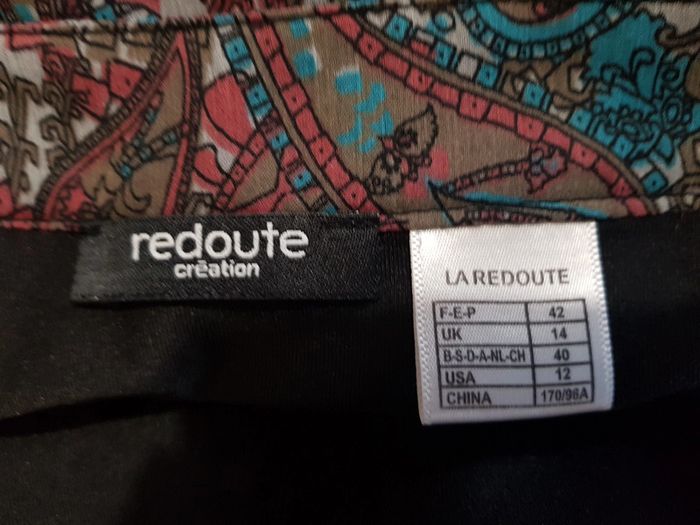 redoute
création
LA REDOUTE
F-E-P 42
UK 14
B-S-D-A-NL-CH 40
USA 12
CHINA 170/96A